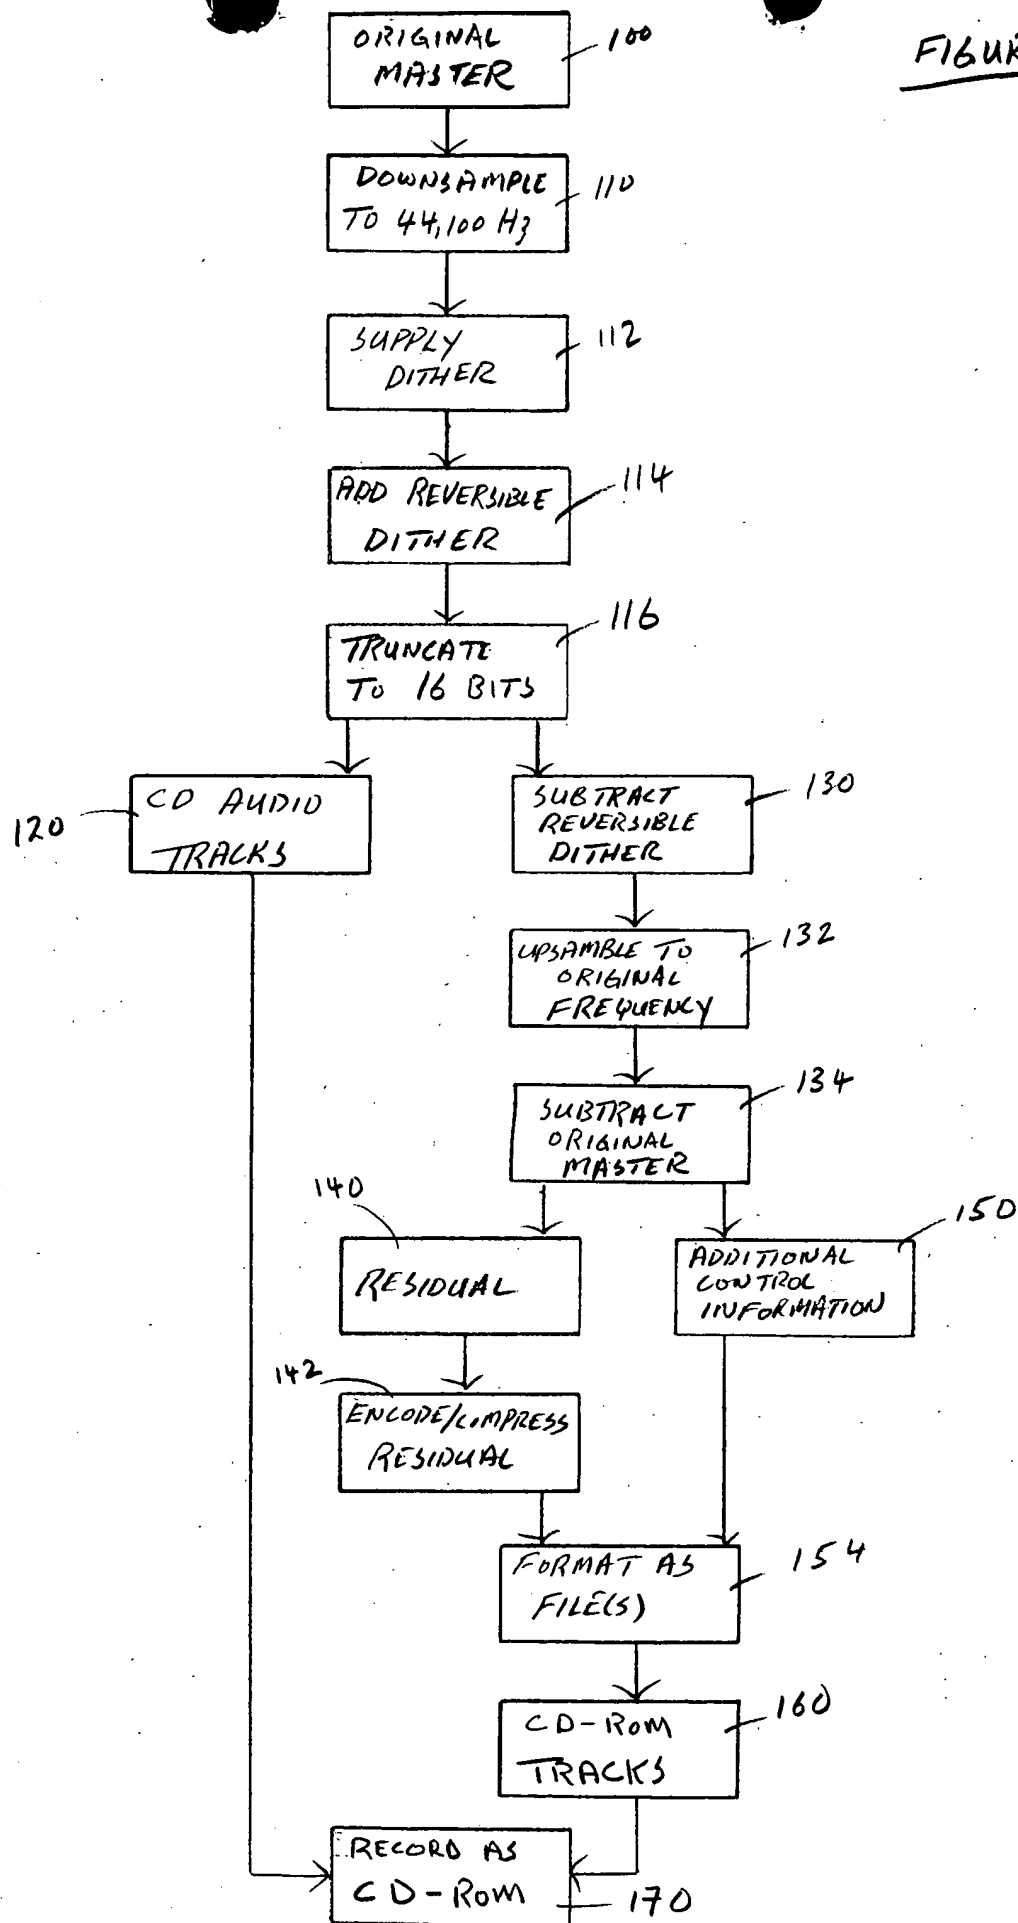 ORIGINAL
MASTER
100
DOWNSAMPLE
TO 44,100 Hz
110
SUPPLY
DITHER
112
ADD REVERSIBLE
DITHER
114
TRUNCATE
TO 16 BITS
116
CD AUDIO
TRACKS
120
SUBTRACT
REVERSIBLE
DITHER
130
UPSAMBLE TO
ORIGINAL
FREQUENCY
132
SUBTRACT
ORIGINAL
MASTER
134
140
RESIDUAL
ADDITIONAL
CONTROL
INFORMATION
150
142
ENCODE/COMPRESS
RESIDUAL
FORMAT AS
FILE(S)
154
CD-ROM
TRACKS
160
RECORD AS
CD-ROM
170